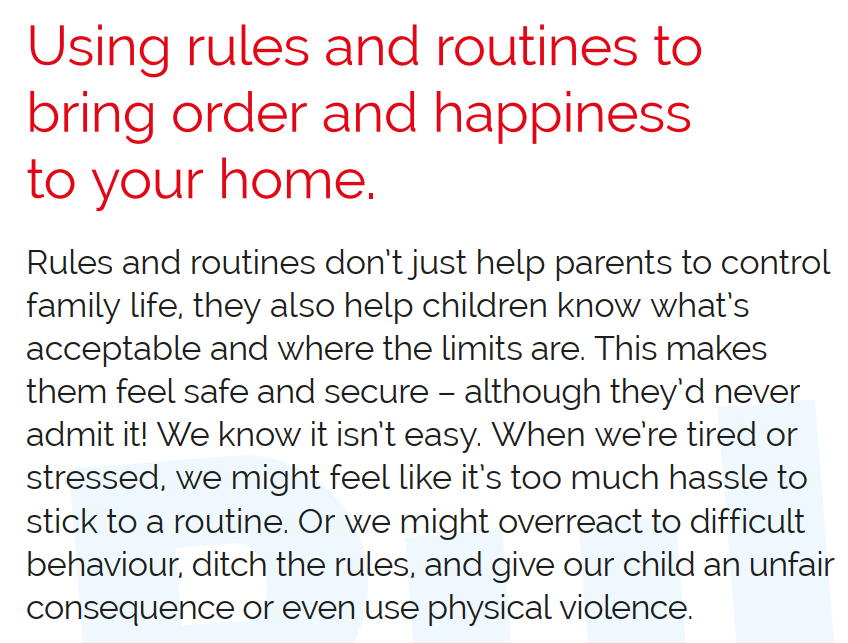 Using rules and routines to
bring order and happiness
to your home.
Rules and routines don't just help parents to control
family life, they also help children know what's
acceptable and where the limits are. This makes
them feel safe and secure – although they'd never
admit it! We know it isn't easy. When we're tired or
stressed, we might feel like it's too much hassle to
stick to a routine. Or we might overreact to difficult
behaviour, ditch the rules, and give our child an unfair
consequence or even use physical violence.